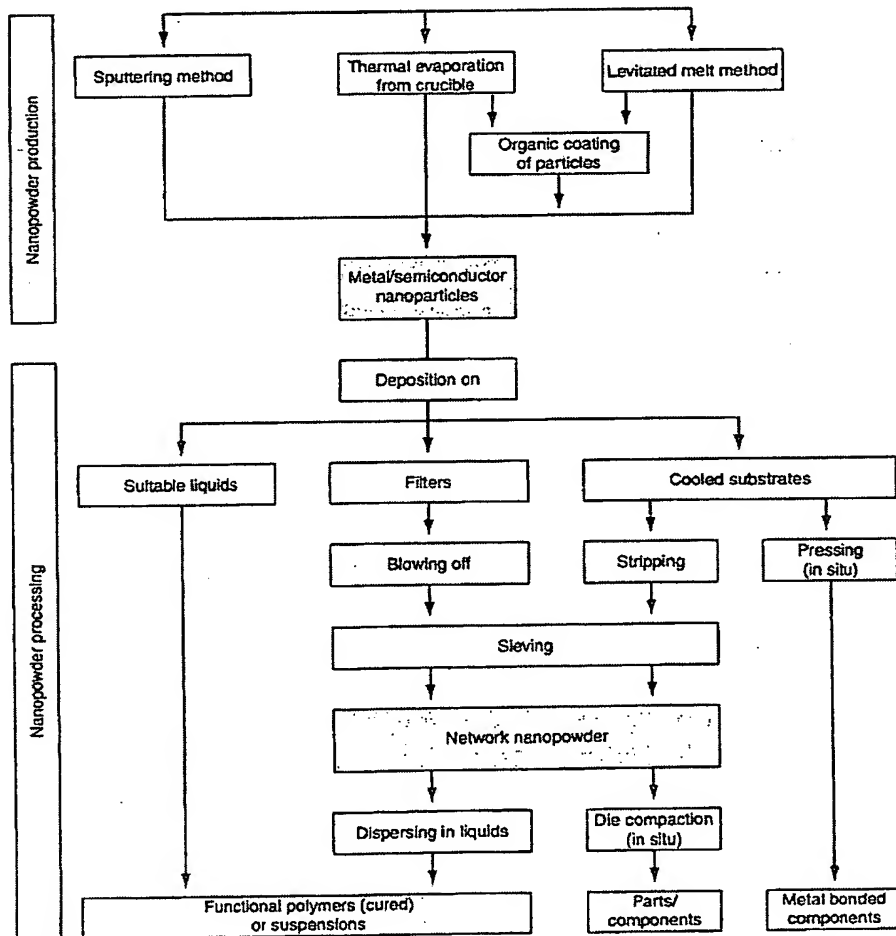 Nanopowder production
Sputtering method
Thermal evaporation
from crucible
Levitated melt method
Organic coating
of particles
Metal/semiconductor
nanoparticles
Nanopowder processing
Deposition on
Suitable liquids
Filters
Cooled substrates
Blowing off
Stripping
Pressing
(in situ)
Sieving
Network nanopowder
Dispersing in liquids
Die compaction
(in situ)
Functional polymers (cured)
or suspensions
Parts/
components
Metal bonded
components